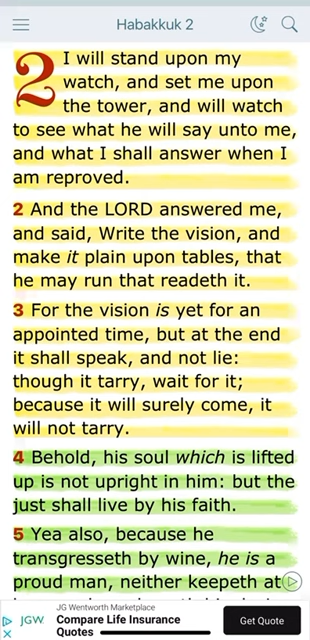 Habakkuk 2
2 I will stand upon my
watch, and set me upon
the tower, and will watch
to see what he will say unto me,
and what I shall answer when I
am reproved.
2 And the LORD answered me,
and said, Write the vision, and
make it plain upon tables, that
he may run that readeth it.
3 For the vision is yet for an
appointed time, but at the end
it shall speak, and not lie:
though it tarry, wait for it;
because it will surely come, it
will not tarry.
4 Behold, his soul which is lifted
up is not upright in him: but the
just shall live by his faith.
5 Yea also, because he
transgresseth by wine, he is a
proud man, neither keepeth at
JGW
JG Wentworth Marketplace
Compare Life Insurance
Quotes
Get Quote